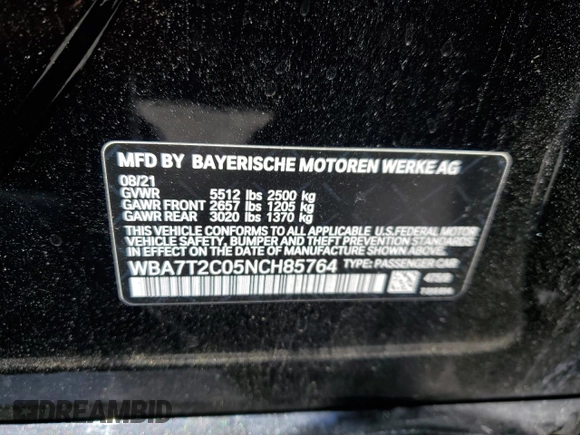 MFD BY BAYERISCHE MOTOREN WERKE AG
08/21
GVWR 5512 lbs 2500 kg
GAWR FRONT 2657 lbs 1205 kg
GAWR REAR 3020 lbs 1370 kg
THIS VEHICLE CONFORMS TO ALL APPLICABLE U.S.FEDERAL MOTOR
VEHICLE SAFETY, BUMPER AND THEFT PREVENTION STANDARDS
IN EFFECT ON THE DATE OF MANUFACTURE SHOWN ABOVE.
WBA7T2C05NCH85764 TYPE: PASSENGER CAR
DREAMBID